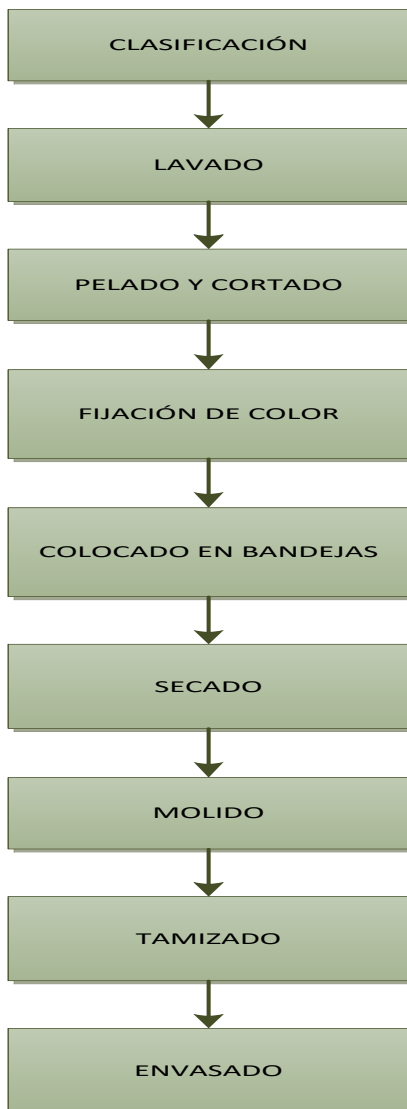 CLASIFICACIÓN
LAVADO
PELADO Y CORTADO
FIJACIÓN DE COLOR
COLOCADO EN BANDEJAS
SECADO
MOLIDO
TAMIZADO
ENVASADO